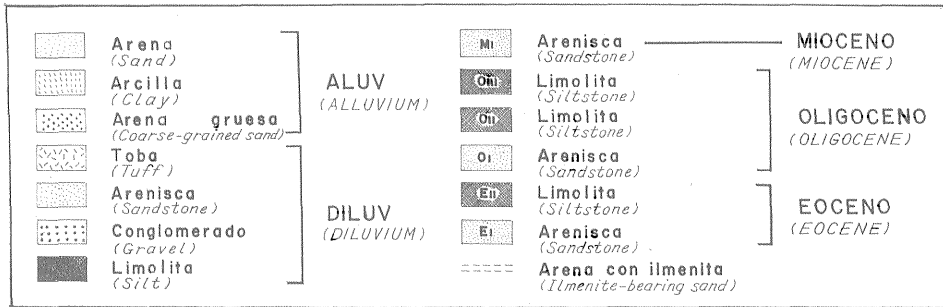 Arena
(Sand)
Arcilla
(Clay)
Arena gruesa
(Coarse-grained sand)
ALUV
(ALLUVIUM)
Toba
(Tuff)
Arenisca
(Sandstone)
Conglomerado
(Gravel)
Limolita
(Silt)
DILUV
(DILUVIUM)
MI Arenisca
(Sandstone)
MIOCENO
(MIOCENE)
OIII Limolita
(Siltstone)
OII Limolita
(Siltstone)
OI Arenisca
(Sandstone)
OLIGOCENO
(OLIGOCENE)
EII Limolita
(Siltstone)
EI Arenisca
(Sandstone)
EOCENO
(EOCENE)
Arena con ilmenita
(Ilmenite-bearing sand)